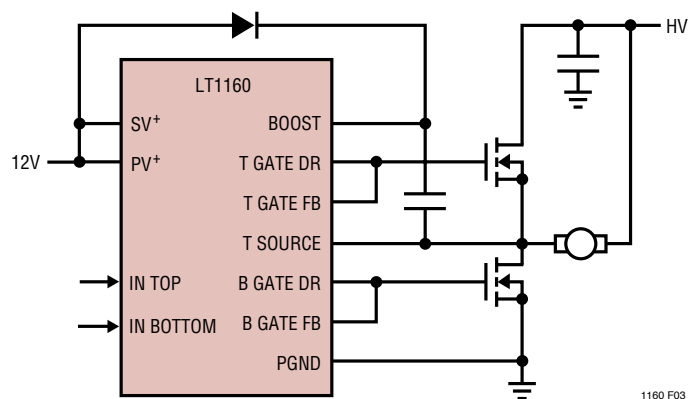 HV
LT1160
SV+
BOOST
12V
PV+
T GATE DR
T GATE FB
T SOURCE
IN TOP
B GATE DR
IN BOTTOM
B GATE FB
PGND
1160 F03